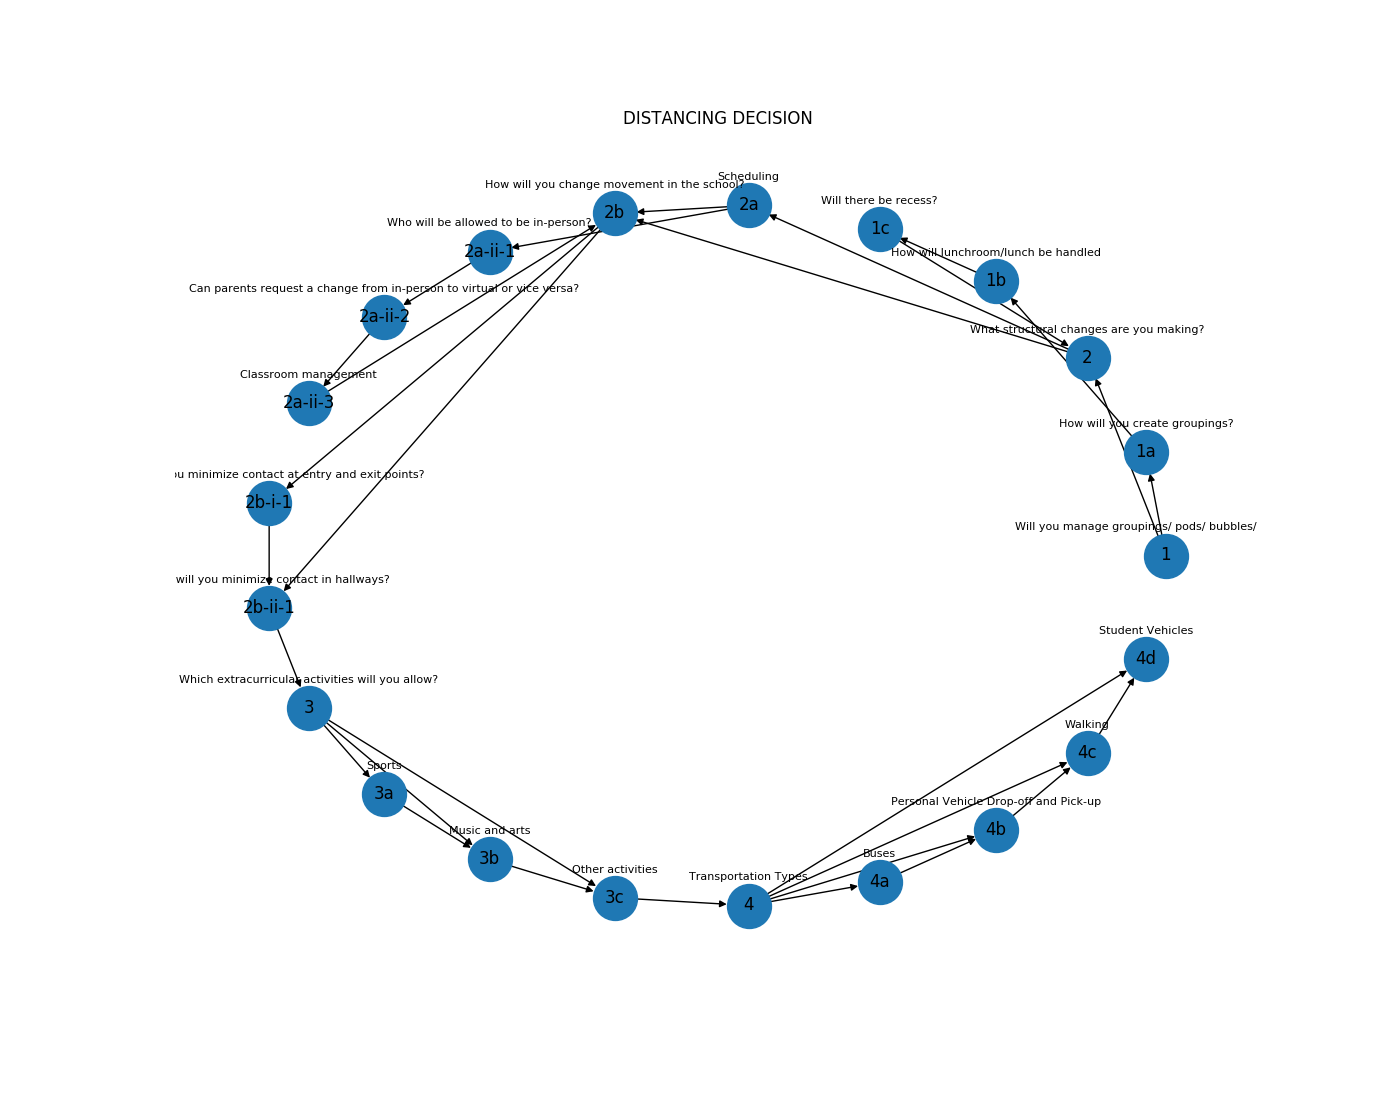 DISTANCING DECISION
Scheduling
2a
How will you change movement in the school?
2b
Will there be recess?
1c
Who will be allowed to be in-person?
2a-ii-1
How will lunchroom/lunch be handled
1b
Can parents request a change from in-person to virtual or vice versa?
2a-ii-2
What structural changes are you making?
2
Classroom management
2a-ii-3
How will you create groupings?
1a
minimize contact at entry and exit points?
2b-i-1
Will you manage groupings/ pods/ bubbles/
1
will you minimize contact in hallways?
2b-ii-1
Student Vehicles
4d
Which extracurricular activities will you allow?
3
Walking
4c
Sports
3a
Personal Vehicle Drop-off and Pick-up
4b
Music and arts
3b
Buses
4a
Other activities
3c
Transportation Types
4